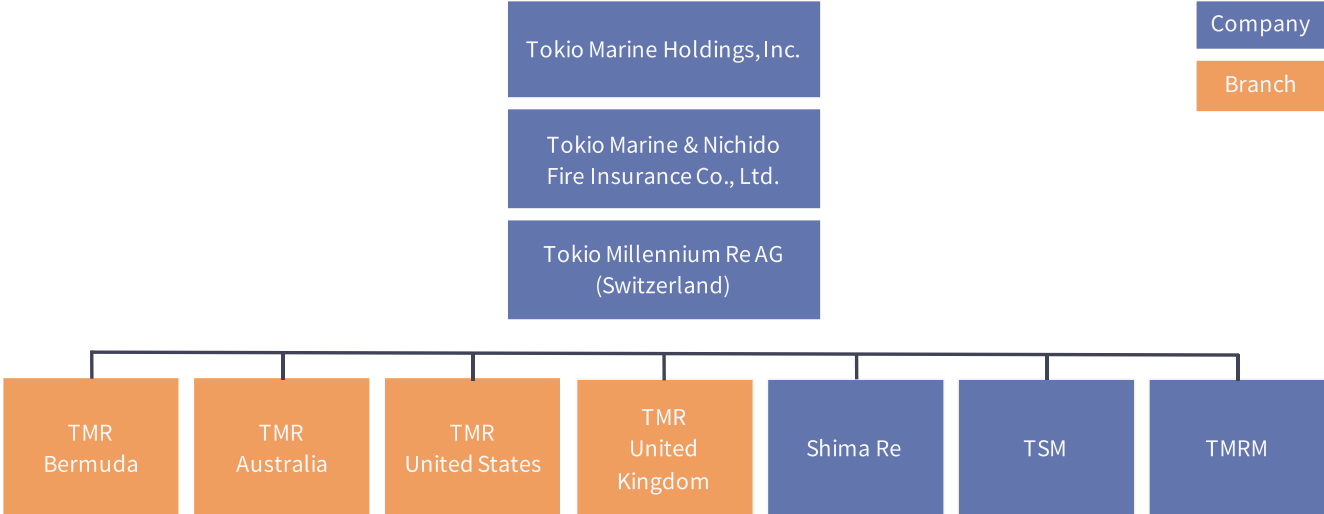 Tokio Marine Holdings, Inc.
Company
Branch
Tokio Marine & Nichido
Fire Insurance Co., Ltd.
Tokio Millennium Re AG
(Switzerland)
TMR
Bermuda
TMR
Australia
TMR
United States
TMR
United
Kingdom
Shima Re
TSM
TMRM